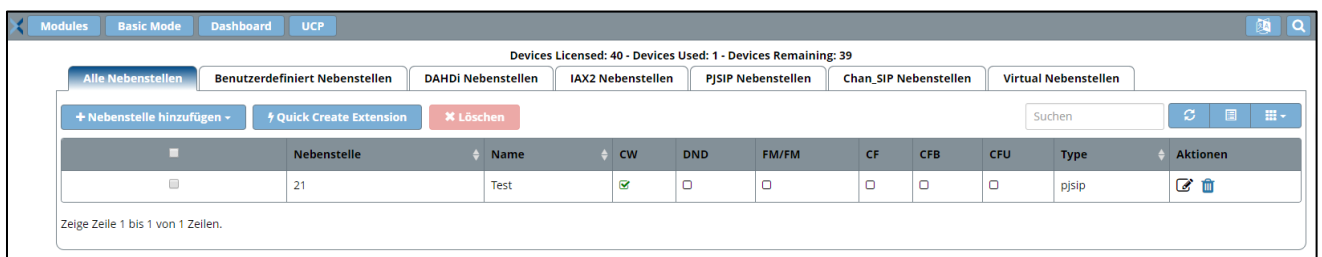 Modules Basic Mode Dashboard UCP
Devices Licensed: 40 - Devices Used: 1 - Devices Remaining: 39
Alle Nebenstellen Benutzerdefiniert Nebenstellen DAHDi Nebenstellen IAX2 Nebenstellen PJSIP Nebenstellen Chan_SIP Nebenstellen Virtual Nebenstellen
+ Nebenstelle hinzufügen Quick Create Extension Löschen Suchen
Nebenstelle Name CW DND FM/FM CF CFB CFU Type Aktionen
21 Test pjsip
Zeige Zeile 1 bis 1 von 1 Zeilen.